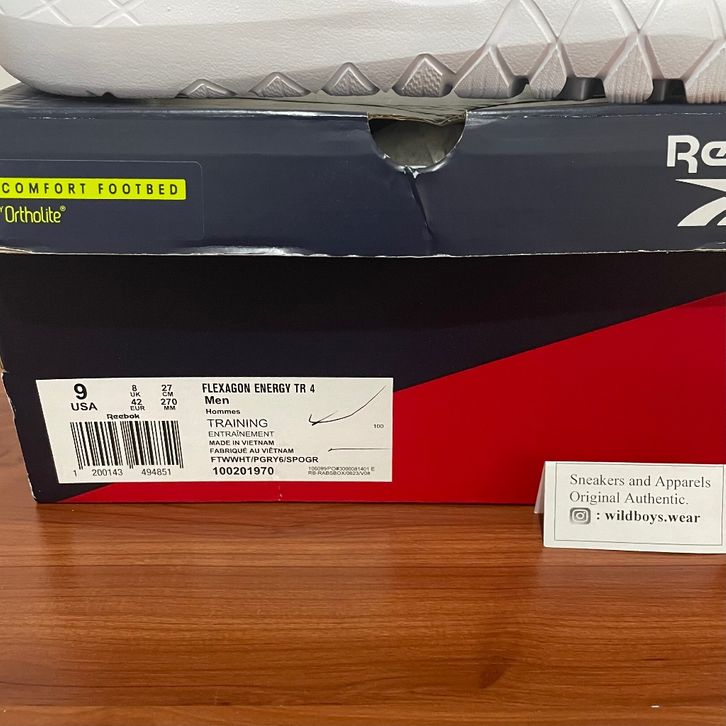 COMFORT FOOTBED
Ortholite®
9
USA
8
UK
42
EUR
27
CM
270
MM
Reebok
1 200143 494851
FLEXAGON ENERGY TR 4
Men
Hommes
TRAINING
ENTRAÎNEMENT
MADE IN VIETNAM
FABRIQUÉ AU VIÊTNAM
FTWWHT/PGRY6/SPOGR
100201970
100
Sneakers and Apparels
Original Authentic.
: wildboys.wear